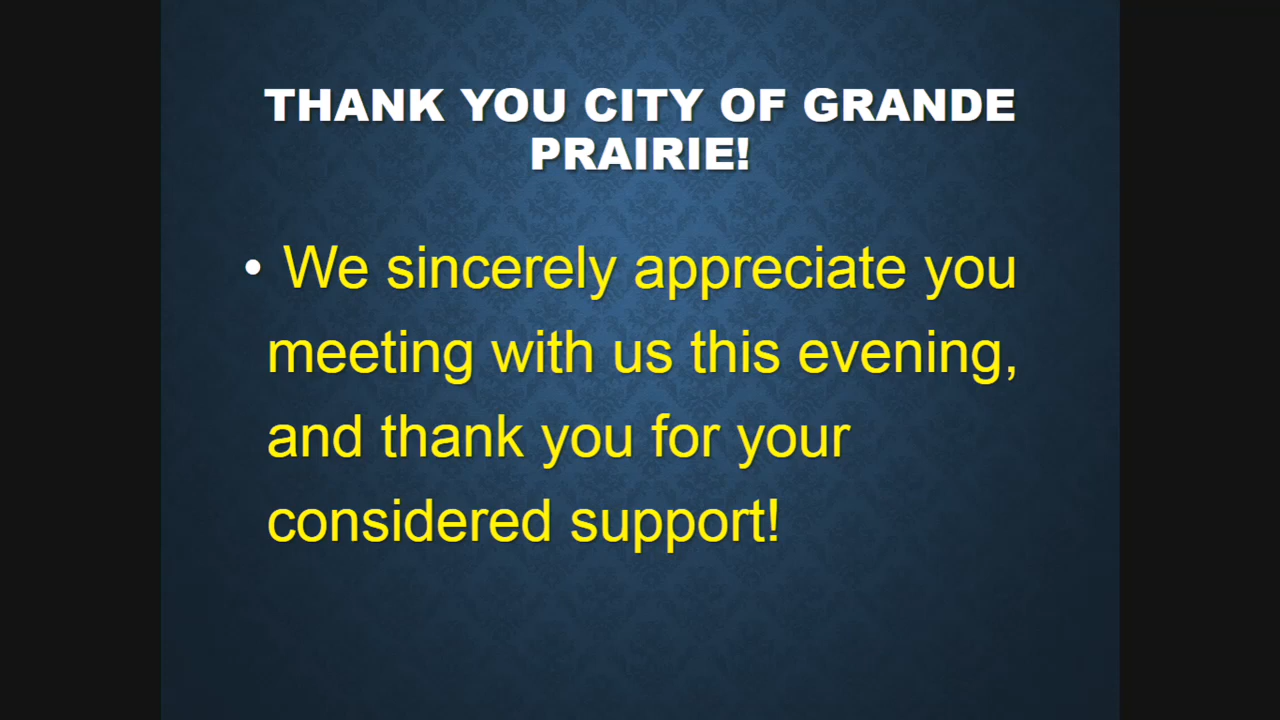 THANK YOU CITY OF GRANDE
PRAIRIE!
• We sincerely appreciate you
meeting with us this evening,
and thank you for your
considered support!